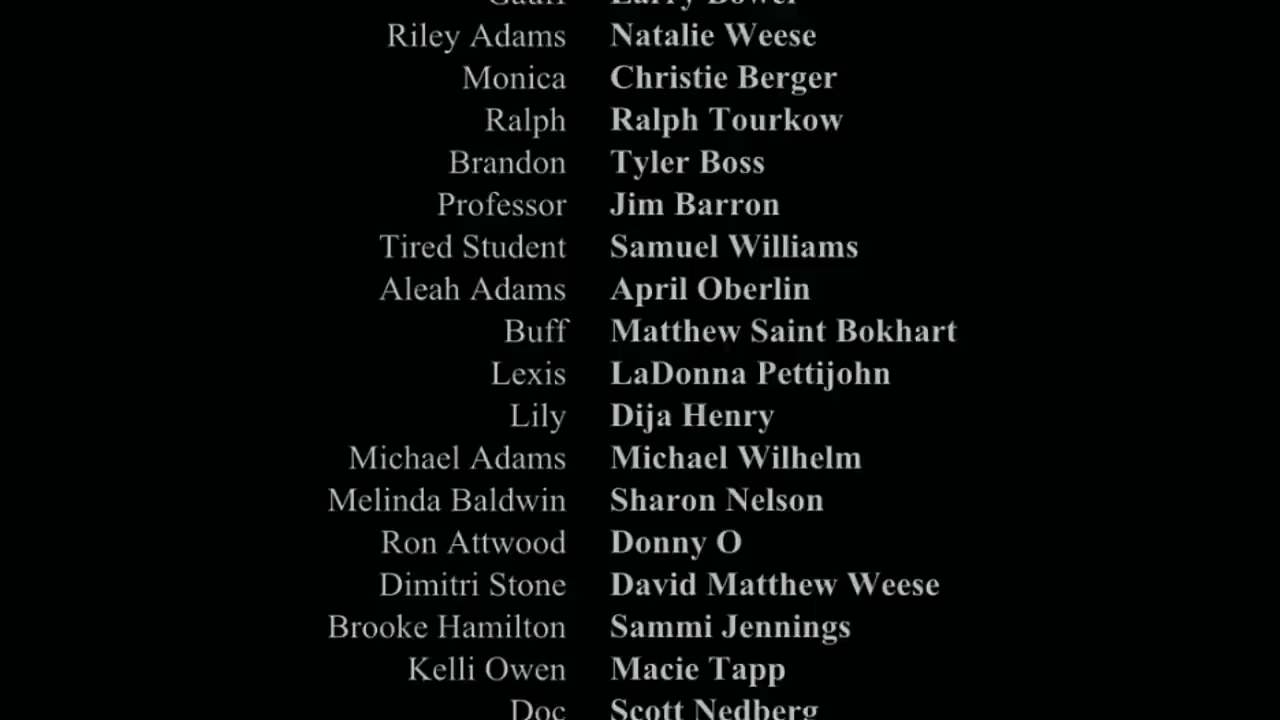 Larry Bower
Riley Adams Natalie Weese
Monica Christie Berger
Ralph Ralph Tourkow
Brandon Tyler Boss
Professor Jim Barron
Tired Student Samuel Williams
Aleah Adams April Oberlin
Buff Matthew Saint Bokhart
Lexis LaDonna Pettijohn
Lily Dija Henry
Michael Adams Michael Wilhelm
Melinda Baldwin Sharon Nelson
Ron Attwood Donny O
Dimitri Stone David Matthew Weese
Brooke Hamilton Sammi Jennings
Kelli Owen Macie Tapp
Doc Scott Nedberg